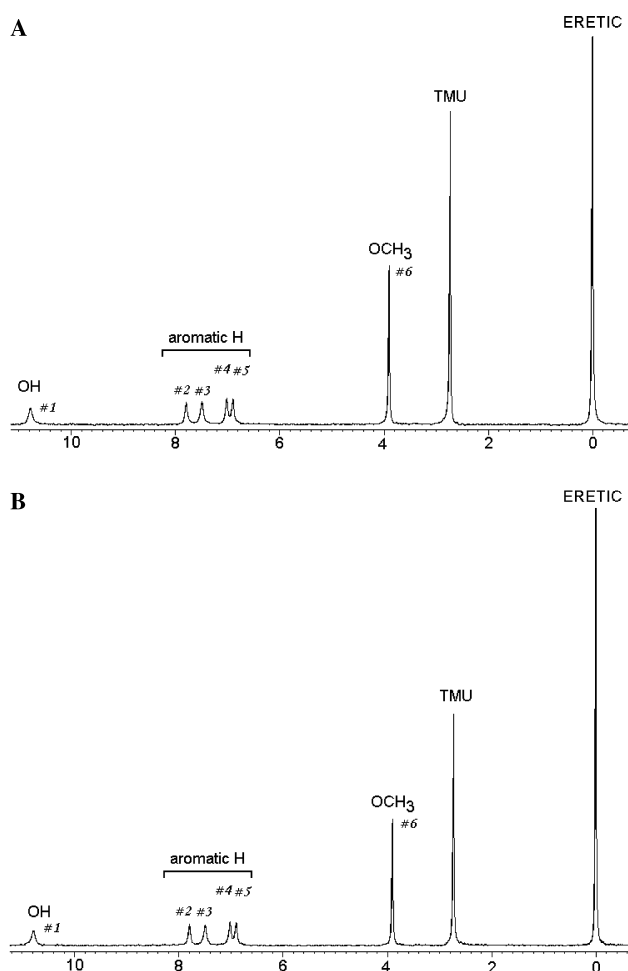 A
ERETIC
TMU
OCH3
#6
aromatic H
#4 #5
#2 #3
OH
#1
10 8 6 4 2 0
B
ERETIC
TMU
OCH3
#6
aromatic H
#4 #5
#2 #3
OH
#1
10 8 6 4 2 0